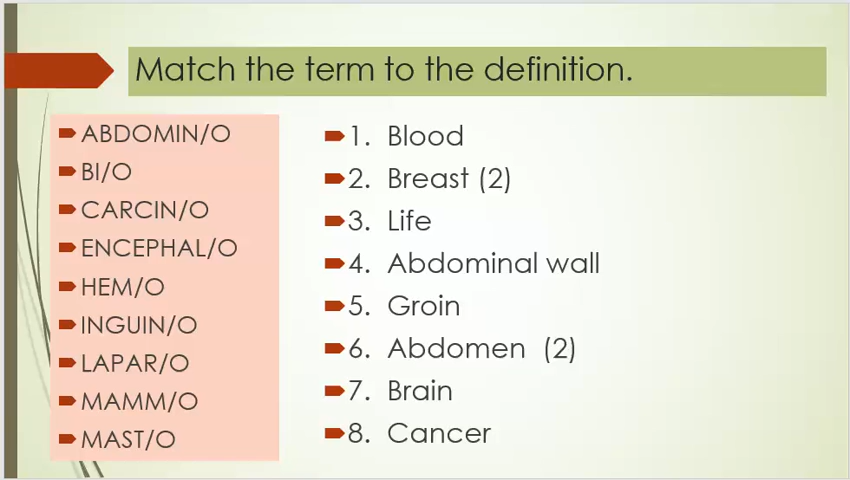 Match the term to the definition.
ABDOMIN/O
BI/O
CARCIN/O
ENCEPHAL/O
HEM/O
INGUIN/O
LAPAR/O
MAMM/O
MAST/O
1. Blood
2. Breast (2)
3. Life
4. Abdominal wall
5. Groin
6. Abdomen (2)
7. Brain
8. Cancer